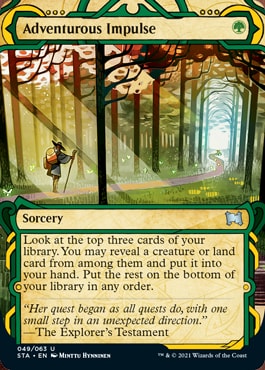 Adventurous Impulse
Sorcery
Look at the top three cards of your
library. You may reveal a creature or land
card from among them and put it into
your hand. Put the rest on the bottom of
your library in any order.
“Her quest began as all quests do, with one
small step in an unexpected direction.”
—The Explorer’s Testament
049/063 U
STA • EN MINTTU HYNNINEN
™ & © 2021 Wizards of the Coast